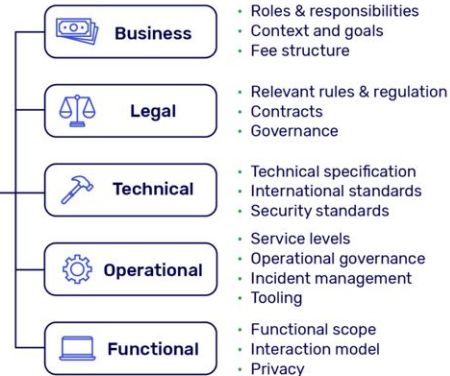 Business
• Roles & responsibilities
• Context and goals
• Fee structure
Legal
• Relevant rules & regulation
• Contracts
• Governance
Technical
• Technical specification
• International standards
• Security standards
Operational
• Service levels
• Operational governance
• Incident management
• Tooling
Functional
• Functional scope
• Interaction model
• Privacy